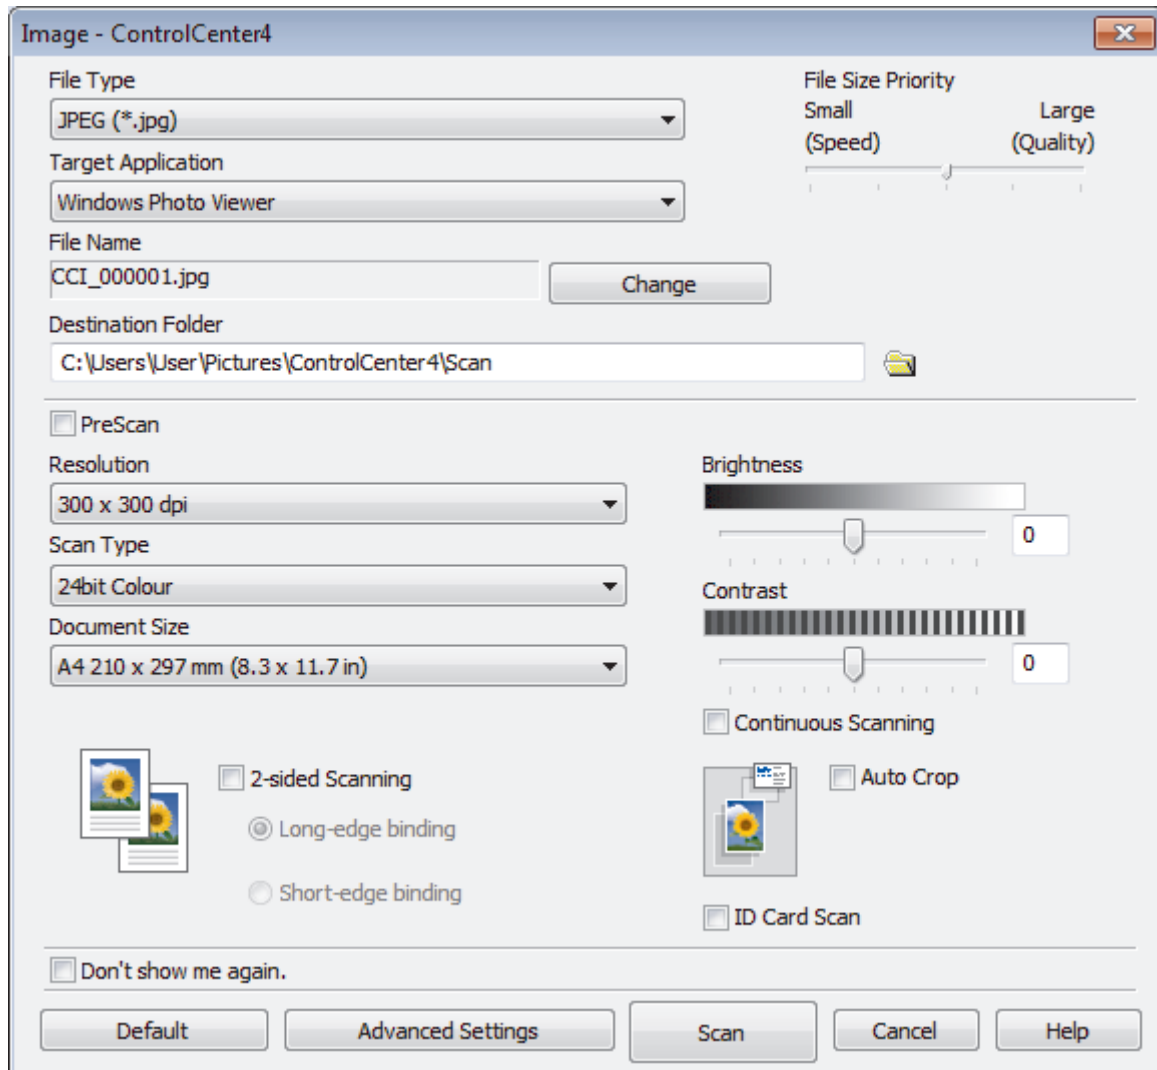 Image - ControlCenter4
File Type
JPEG (*.jpg)
Target Application
Windows Photo Viewer
File Name
CCI_000001.jpg
Change
Destination Folder
C:\Users\User\Pictures\ControlCenter4\Scan
File Size Priority
Small Large
(Speed) (Quality)
PreScan
Resolution
300 x 300 dpi
Scan Type
24bit Colour
Document Size
A4 210 x 297 mm (8.3 x 11.7 in)
Brightness
0
Contrast
0
Continuous Scanning
2-sided Scanning
Long-edge binding
Short-edge binding
Auto Crop
ID Card Scan
Don't show me again.
Default Advanced Settings Scan Cancel Help